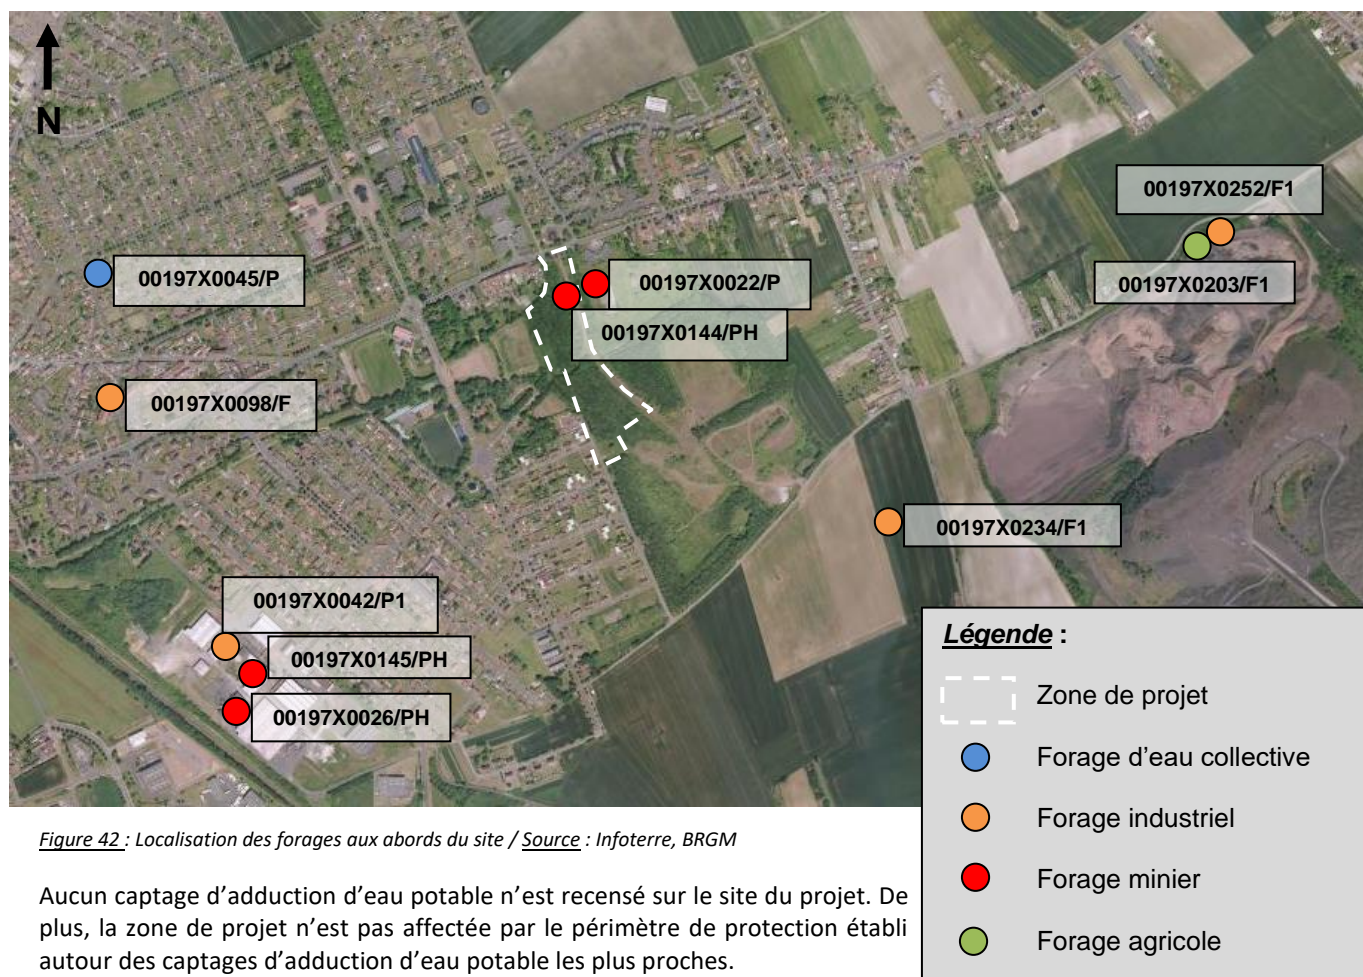 N
00197X0252/F1
00197X0045/P
00197X0022/P
00197X0203/F1
00197X0144/PH
00197X0098/F
00197X0234/F1
00197X0042/P1
00197X0145/PH
00197X0026/PH
Légende :
Zone de projet
Forage d'eau collective
Forage industriel
Forage minier
Forage agricole
Figure 42 : Localisation des forages aux abords du site / Source : Infoterre, BRGM
Aucun captage d'adduction d'eau potable n'est recensé sur le site du projet. De
plus, la zone de projet n'est pas affectée par le périmètre de protection établi
autour des captages d'adduction d'eau potable les plus proches.